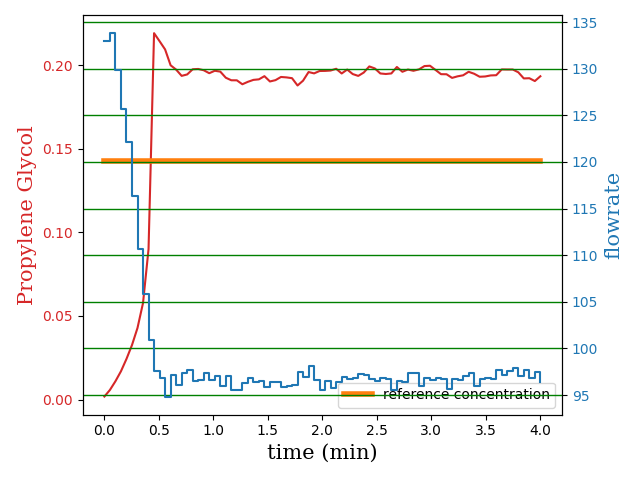 Propylene Glycol
0.20
0.15
0.10
0.05
0.00
135
130
125
120
115
110
105
100
95
flowrate
reference concentration
0.0 0.5 1.0 1.5 2.0 2.5 3.0 3.5 4.0
time (min)